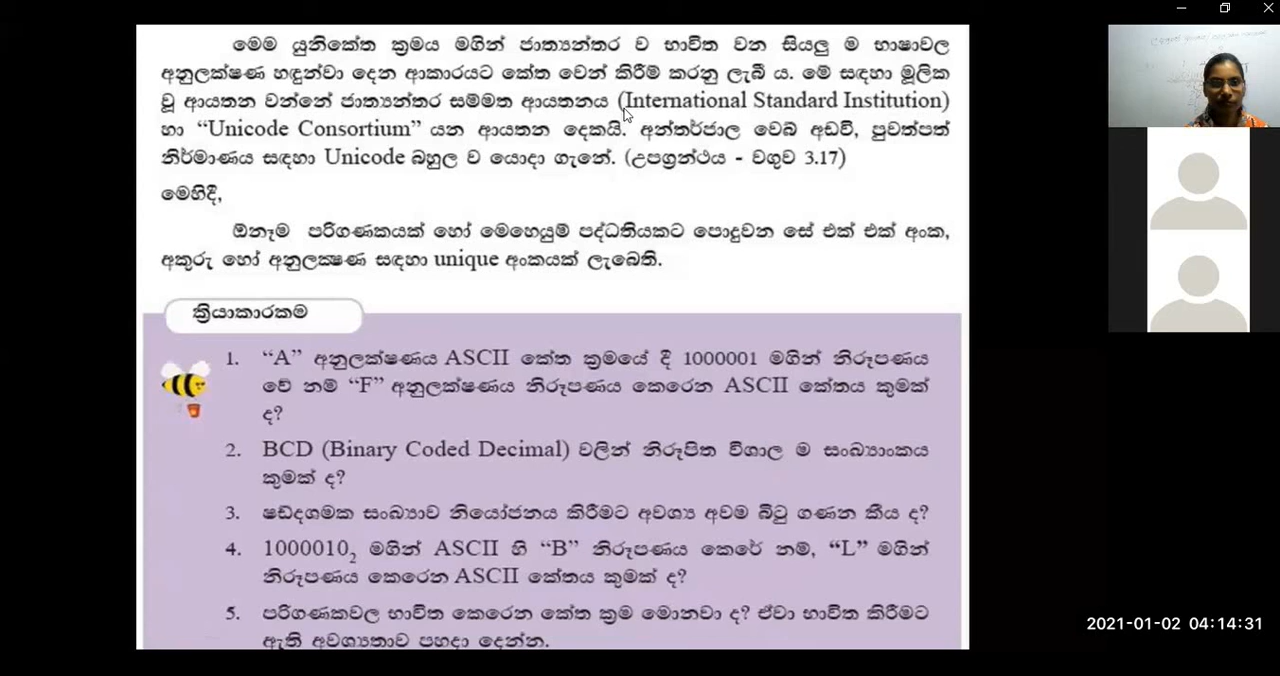 මෙම යුනිකේත ක්‍රමය මගින් ජාත්‍යන්තර ව භාවිත වන සියලු ම භාෂාවල
අනුලක්ෂණ හඳුන්වා දෙන ආකාරයට කේත වෙන් කිරීම් කරනු ලැබී ය. මේ සඳහා මූලික
වූ ආයතන වන්නේ ජාත්‍යන්තර සම්මත ආයතනය (International Standard Institution)
හා “Unicode Consortium” යන ආයතන දෙකයි. අන්තර්ජාල වෙබ් අඩවි, පුවත්පත්
නිර්මාණය සඳහා Unicode බහුල ව යොදා ගැනේ. (උපග්‍රන්ථය - වගුව 3.17)
මෙහිදී,
ඕනෑම පරිගණකයක් හෝ මෙහෙයුම් පද්ධතියකට පොදුවන සේ එක් එක් අංක,
අකුරු හෝ අනුලක්‍ෂණ සඳහා unique අංකයක් ලැබෙති.
ක්‍රියාකාරකම
1. “A” අනුලක්ෂණය ASCII කේත ක්‍රමයේ දී 1000001 මගින් නිරූපණය
වේ නම් “F” අනුලක්ෂණය නිරූපණය කෙරෙන ASCII කේතය කුමක්
ද?
2. BCD (Binary Coded Decimal) වලින් නිරූපිත විශාල ම සංඛ්‍යාංකය
කුමක් ද?
3. ෂඩ්දශමක සංඛ්‍යාව නියෝජනය කිරීමට අවශ්‍ය අවම බිටු ගණන කීය ද?
4. 1000010₂ මගින් ASCII හි “B” නිරූපණය කෙරේ නම්, “L” මගින්
නිරූපණය කෙරෙන ASCII කේතය කුමක් ද?
5. පරිගණකවල භාවිත කෙරෙන කේත ක්‍රම මොනවා ද? ඒවා භාවිත කිරීමට
ඇති අවශ්‍යතාව පහදා දෙන්න.
2021-01-02 04:14:31